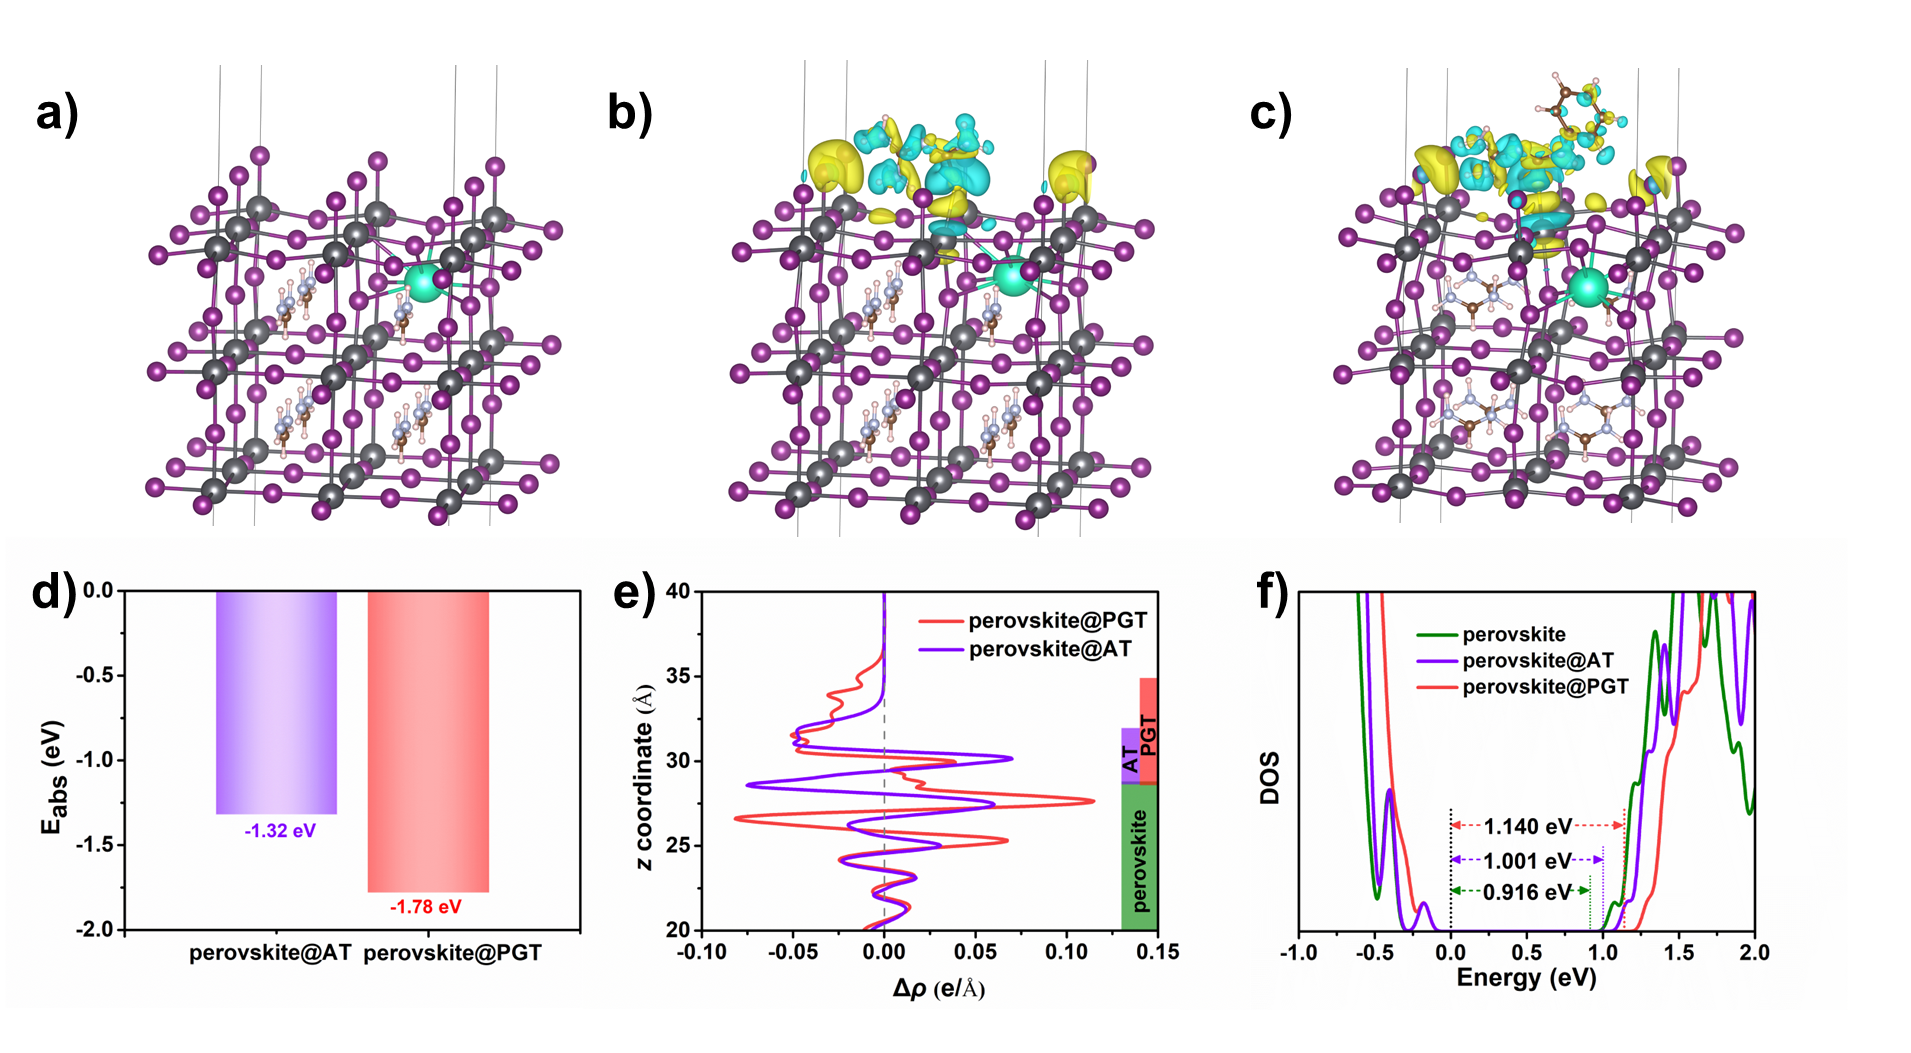 a)
b)
c)
d)
0.0
-0.5
-1.0
-1.5
-2.0
Eabs (eV)
-1.32 eV
-1.78 eV
perovskite@AT perovskite@PGT
e)
40
35
30
25
20
z coordinate (Å)
perovskite@PGT
perovskite@AT
AT
PGT
perovskite
-0.10 -0.05 0.00 0.05 0.10 0.15
Δρ (e/Å)
f)
DOS
perovskite
perovskite@AT
perovskite@PGT
1.140 eV
1.001 eV
0.916 eV
-1.0 -0.5 0.0 0.5 1.0 1.5 2.0
Energy (eV)